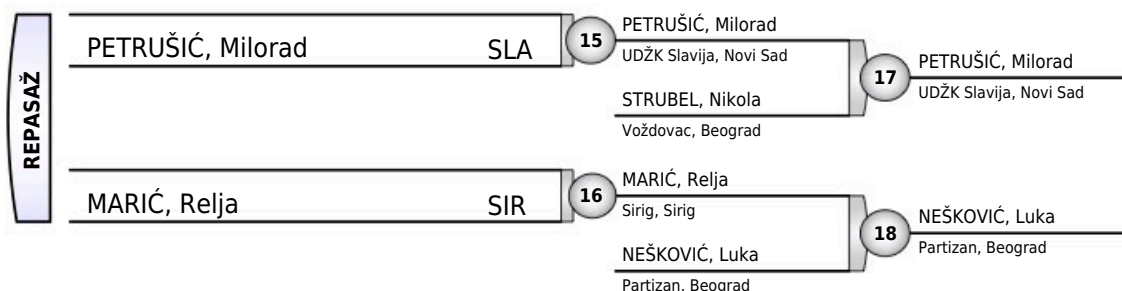 REPASAŽ
PETRUŠIĆ, Milorad SLA
15
PETRUŠIĆ, Milorad
UDŽK Slavija, Novi Sad
STRUBEL, Nikola
Voždovac, Beograd
17
PETRUŠIĆ, Milorad
UDŽK Slavija, Novi Sad
MARIĆ, Relja SIR
16
MARIĆ, Relja
Sirig, Sirig
NEŠKOVIĆ, Luka
Partizan, Beograd
18
NEŠKOVIĆ, Luka
Partizan, Beograd